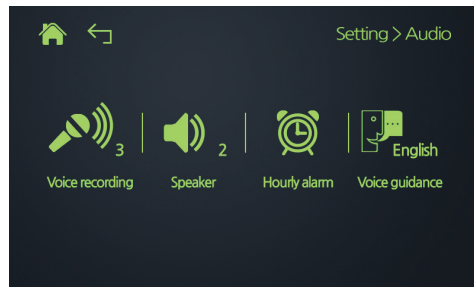 Setting > Audio
3
2
English
Voice recording
Speaker
Hourly alarm
Voice guidance